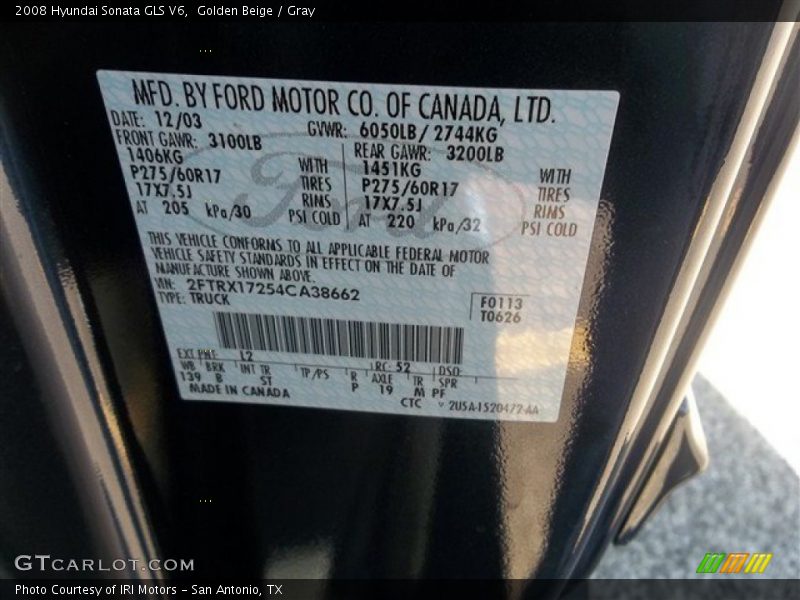 2008 Hyundai Sonata GLS V6, Golden Beige / Gray
MFD. BY FORD MOTOR CO. OF CANADA, LTD.
DATE: 12/03 GVWR: 6050LB/ 2744KG
FRONT GAWR: 3100LB REAR GAWR: 3200LB
1406KG WITH 1451KG WITH
P275/60R17 TIRES P275/60R17 TIRES
17X7.5J RIMS 17X7.5J RIMS
AT 205 kPa/30 PSI COLD AT 220 kPa/32 PSI COLD
Ford
THIS VEHICLE CONFORMS TO ALL APPLICABLE FEDERAL MOTOR
VEHICLE SAFETY STANDARDS IN EFFECT ON THE DATE OF
MANUFACTURE SHOWN ABOVE.
VIN: 2FTRX17254CA38662
TYPE: TRUCK
F0113
T0626
EXT PNT: L2 RC: 52 DSO:
WB BRK INT TR TP/PS R AXLE TR SPR
139 B ST P 19 M PF
MADE IN CANADA CTC ▿ 2U5A-1520472-AA
GTCARLOT.COM
Photo Courtesy of IRI Motors - San Antonio, TX